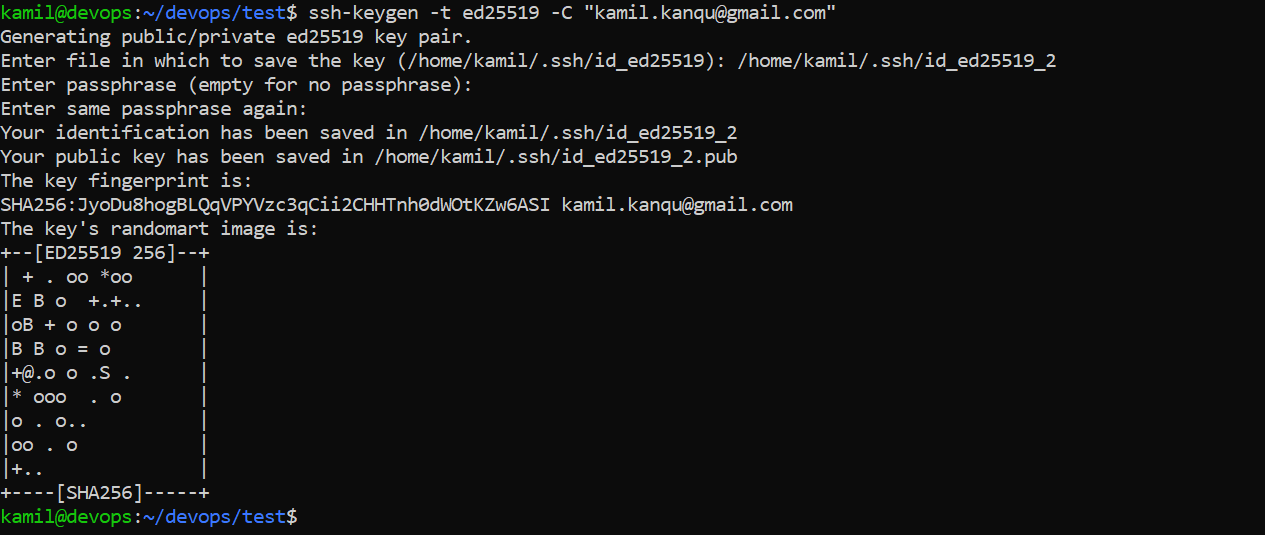 kamil@devops:~/devops/test$ ssh-keygen -t ed25519 -C "kamil.kanqu@gmail.com"
Generating public/private ed25519 key pair.
Enter file in which to save the key (/home/kamil/.ssh/id_ed25519): /home/kamil/.ssh/id_ed25519_2
Enter passphrase (empty for no passphrase):
Enter same passphrase again:
Your identification has been saved in /home/kamil/.ssh/id_ed25519_2
Your public key has been saved in /home/kamil/.ssh/id_ed25519_2.pub
The key fingerprint is:
SHA256:JyoDu8hogBLQqVPYVzc3qCii2CHHTnh0dWOtKZw6ASI kamil.kanqu@gmail.com
The key's randomart image is:
+--[ED25519 256]--+
| + . oo *oo      |
|E B o  +.+..     |
|oB + o o o       |
|B B o = o        |
|+@.o o .S .      |
|* ooo  . o       |
|o . o..          |
|oo . o           |
|+..              |
+----[SHA256]-----+
kamil@devops:~/devops/test$